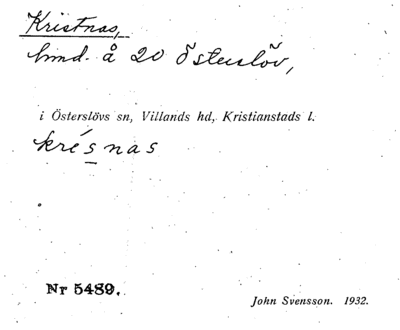 Kristnas,
hmd. å 20 Österslöv,
i Österslövs sn, Villands hd, Kristianstads l.
krésnas
Nr 5489.
John Svensson. 1932.